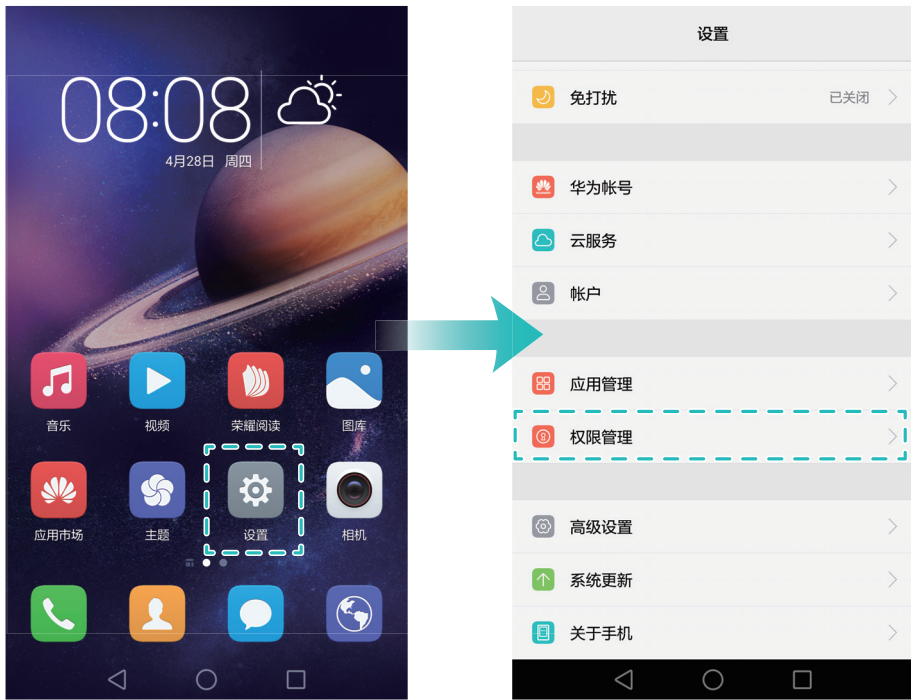 08:08
4月28日 周四
音乐
视频
荣耀阅读
图库
应用市场
主题
设置
相机
设置
免打扰
已关闭
华为帐号
云服务
帐户
应用管理
权限管理
高级设置
系统更新
关于手机